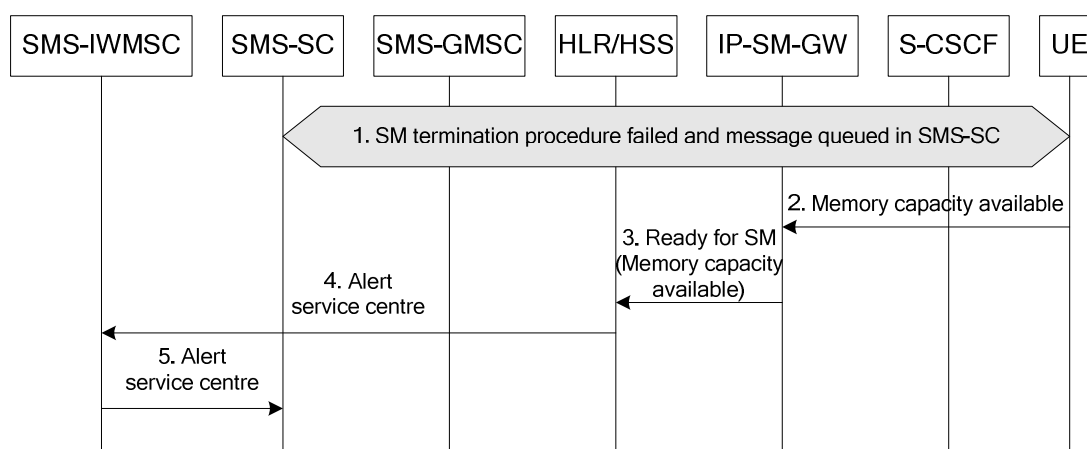 SMS-IWMSC
SMS-SC
SMS-GMSC
HLR/HSS
IP-SM-GW
S-CSCF
UE
1. SM termination procedure failed and message queued in SMS-SC
2. Memory capacity available
3. Ready for SM
(Memory capacity
available)
4. Alert
service centre
5. Alert
service centre